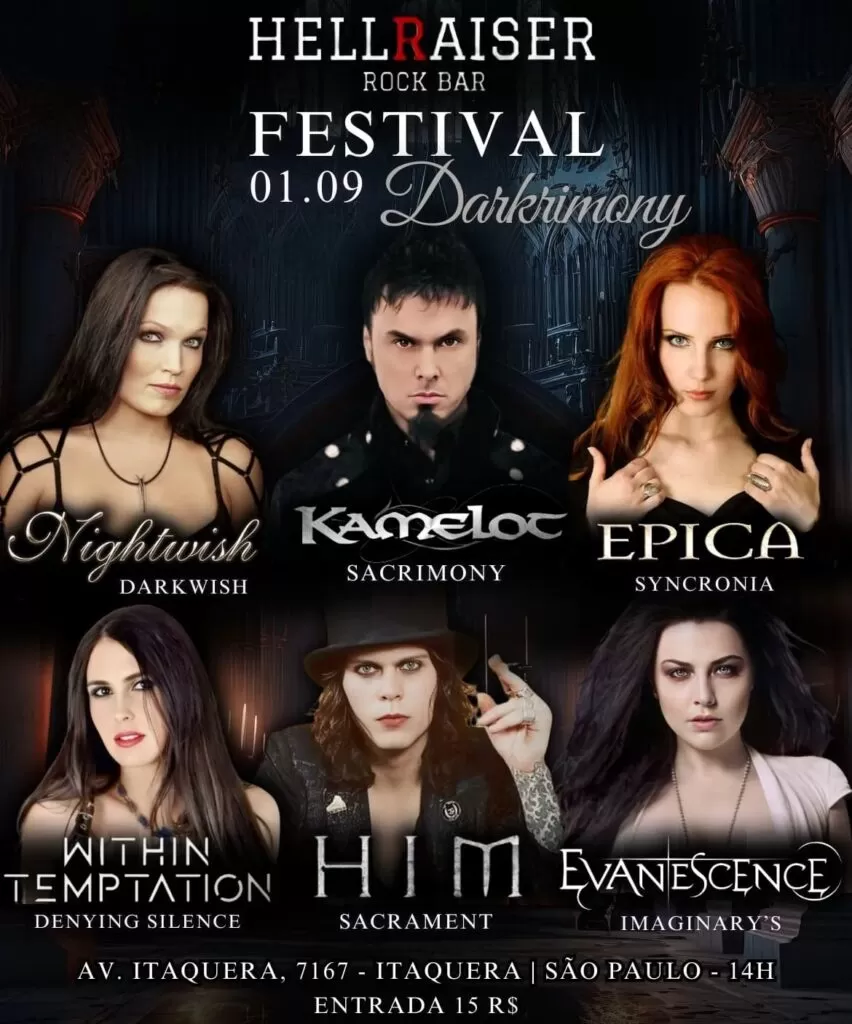 HELLRAISER
ROCK BAR
FESTIVAL
01.09 Darkrimony
Nightwish
DARKWISH
KAMELOT
SACRIMONY
EPICA
SYNCRONIA
WITHIN
TEMPTATION
DENYING SILENCE
HIM
SACRAMENT
EVANESCENCE
IMAGINARY'S
AV. ITAQUERA, 7167 - ITAQUERA | SÃO PAULO - 14H
ENTRADA 15 R$